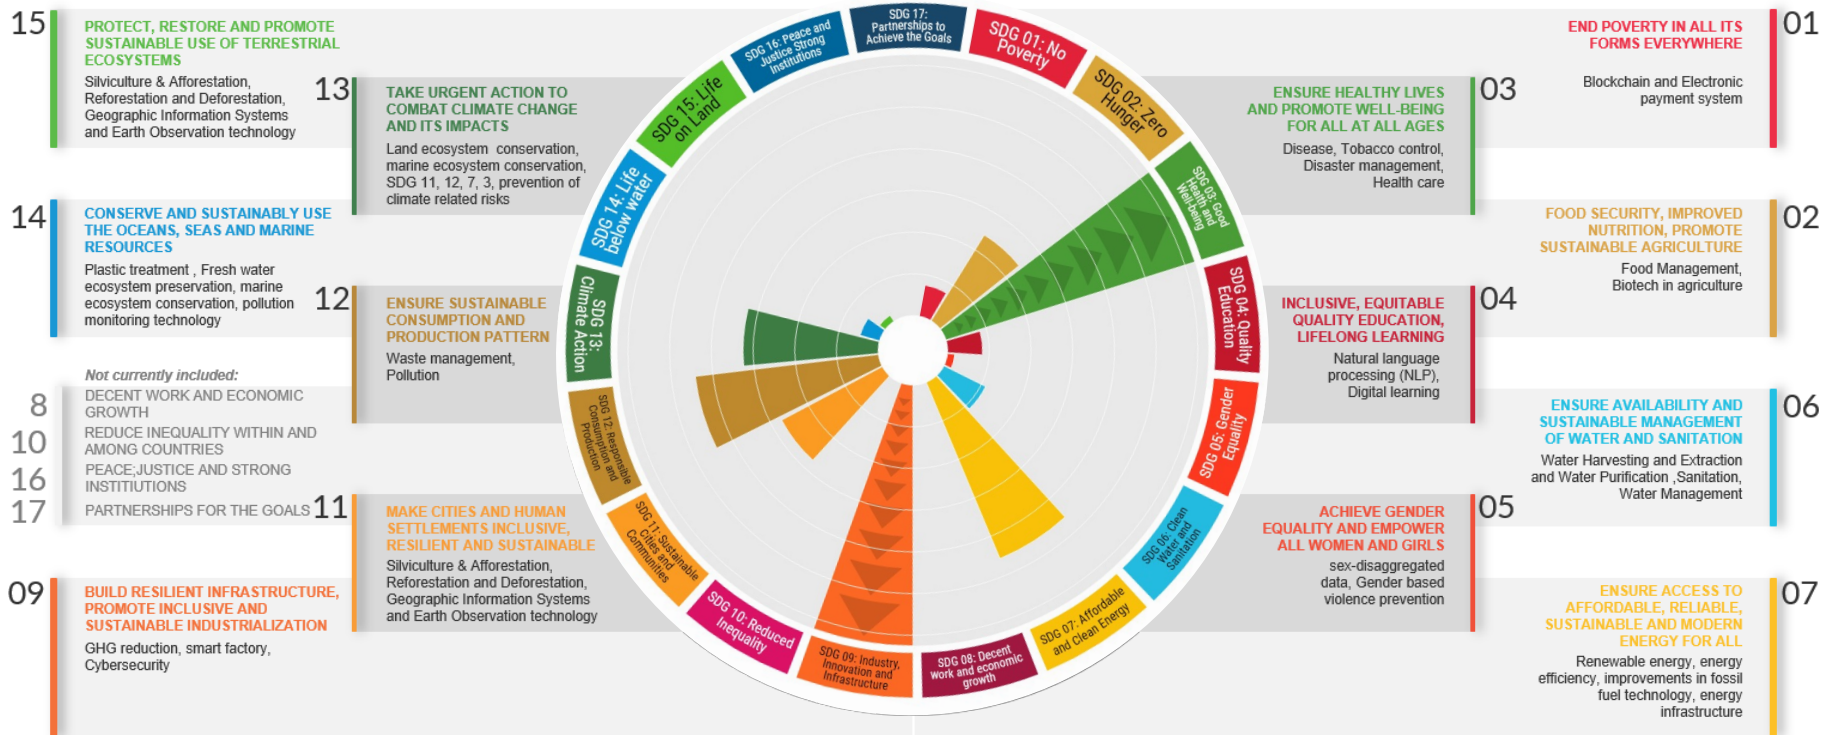 15
PROTECT, RESTORE AND PROMOTE
SUSTAINABLE USE OF TERRESTRIAL
ECOSYSTEMS
Silviculture & Afforestation,
Reforestation and Deforestation,
Geographic Information Systems
and Earth Observation technology
13
TAKE URGENT ACTION TO
COMBAT CLIMATE CHANGE
AND ITS IMPACTS
Land ecosystem conservation,
marine ecosystem conservation,
SDG 11, 12, 7, 3, prevention of
climate related risks
14
CONSERVE AND SUSTAINABLY USE
THE OCEANS, SEAS AND MARINE
RESOURCES
Plastic treatment , Fresh water
ecosystem preservation, marine
ecosystem conservation, pollution
monitoring technology
12
ENSURE SUSTAINABLE
CONSUMPTION AND
PRODUCTION PATTERN
Waste management,
Pollution
Not currently included:
8
DECENT WORK AND ECONOMIC
GROWTH
10
REDUCE INEQUALITY WITHIN AND
AMONG COUNTRIES
16
PEACE;JUSTICE AND STRONG
INSTITUTIONS
17
PARTNERSHIPS FOR THE GOALS
11
MAKE CITIES AND HUMAN
SETTLEMENTS INCLUSIVE,
RESILIENT AND SUSTAINABLE
Silviculture & Afforestation,
Reforestation and Deforestation,
Geographic Information Systems
and Earth Observation technology
09
BUILD RESILIENT INFRASTRUCTURE,
PROMOTE INCLUSIVE AND
SUSTAINABLE INDUSTRIALIZATION
GHG reduction, smart factory,
Cybersecurity
SDG 17:
Partnerships to
Achieve the Goals
SDG 01: No
Poverty
SDG 02: Zero
Hunger
SDG 03: Good
Health and
Well-being
SDG 04: Quality
Education
SDG 05: Gender
Equality
SDG 06: Clean
Water and
Sanitation
SDG 07: Affordable
and Clean Energy
SDG 08: Decent
work and economic
growth
SDG 09: Industry,
Innovation and
Infrastructure
SDG 10: Reduced
Inequality
SDG 11: Sustainable
Cities and
Communities
SDG 12: Responsible
Consumption and
Production
SDG 13:
Climate Action
SDG 14: Life
below water
SDG 15: Life
on Land
SDG 16: Peace and
Justice Strong
Institutions
01
END POVERTY IN ALL ITS
FORMS EVERYWHERE
Blockchain and Electronic
payment system
03
ENSURE HEALTHY LIVES
AND PROMOTE WELL-BEING
FOR ALL AT ALL AGES
Disease, Tobacco control,
Disaster management,
Health care
02
FOOD SECURITY, IMPROVED
NUTRITION, PROMOTE
SUSTAINABLE AGRICULTURE
Food Management,
Biotech in agriculture
04
INCLUSIVE, EQUITABLE
QUALITY EDUCATION,
LIFELONG LEARNING
Natural language
processing (NLP),
Digital learning
06
ENSURE AVAILABILITY AND
SUSTAINABLE MANAGEMENT
OF WATER AND SANITATION
Water Harvesting and Extraction
and Water Purification ,Sanitation,
Water Management
05
ACHIEVE GENDER
EQUALITY AND EMPOWER
ALL WOMEN AND GIRLS
sex-disaggregated
data, Gender based
violence prevention
07
ENSURE ACCESS TO
AFFORDABLE, RELIABLE,
SUSTAINABLE AND MODERN
ENERGY FOR ALL
Renewable energy, energy
efficiency, improvements in fossil
fuel technology, energy
infrastructure